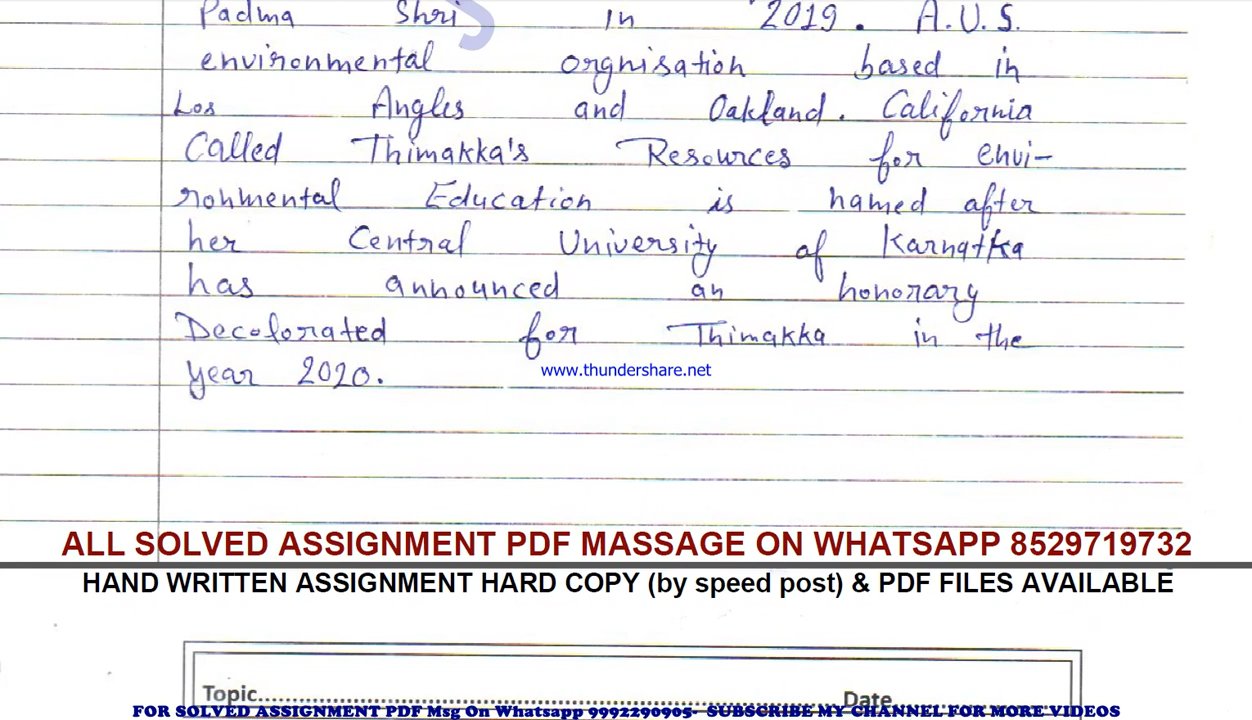 Padma Shri in 2019. A.U.S.
environmental orgnisation based in
Los Angles and Oakland. California
Called Thimakka's Resources for envi-
ronmental Education is named after
her Central University of Karnatka
has announced an honorary
Decoforated for Thimakka in the
year 2020.
www.thundershare.net
ALL SOLVED ASSIGNMENT PDF MASSAGE ON WHATSAPP 8529719732
HAND WRITTEN ASSIGNMENT HARD COPY (by speed post) & PDF FILES AVAILABLE
Topic.................................................................Date
FOR SOLVED ASSIGNMENT PDF Msg On Whatsapp 9992290905- SUBSCRIBE MY CHANNEL FOR MORE VIDEOS